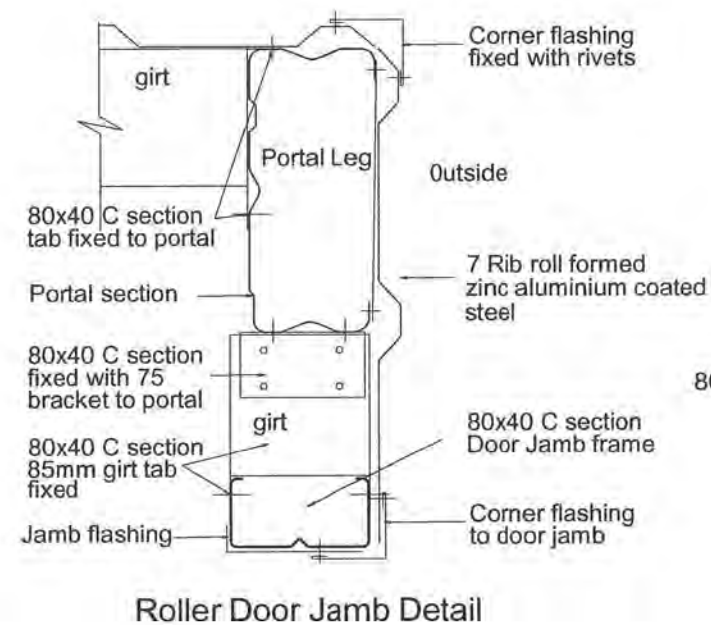 Corner flashing
fixed with rivets
girt
Portal Leg
0utside
80x40 C section
tab fixed to portal
7 Rib roll formed
zinc aluminium coated
steel
Portal section
80x40 C section
fixed with 75
bracket to portal
80
girt
80x40 C section
Door Jamb frame
80x40 C section
85mm girt tab
fixed
Corner flashing
to door jamb
Jamb flashing
Roller Door Jamb Detail